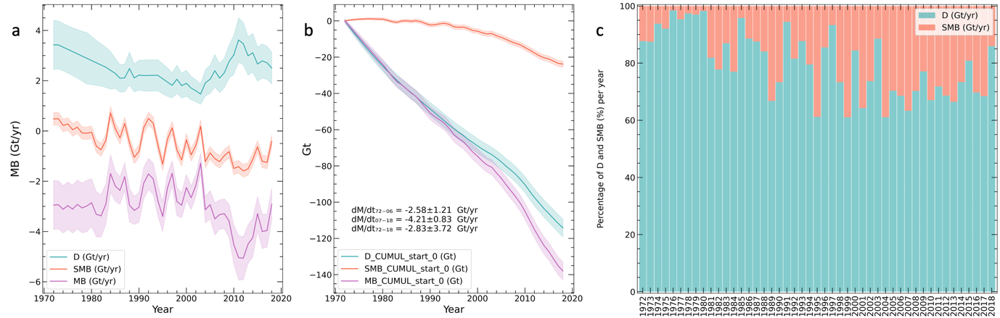 a
4
2
0
−2
−4
−6
MB (Gt/yr)
D (Gt/yr)
SMB (Gt/yr)
MB (Gt/yr)
1970 1980 1990 2000 2010 2020
Year
b
0
−20
−40
−60
−80
−100
−120
−140
Gt
dM/dt₇₂₋₀₆ = -2.58±1.21 Gt/yr
dM/dt₀₇₋₁₈ = -4.21±0.83 Gt/yr
dM/dt₇₂₋₁₈ = -2.83±3.72 Gt/yr
D_CUMUL_start_0 (Gt)
SMB_CUMUL_start_0 (Gt)
MB_CUMUL_start_0 (Gt)
1970 1980 1990 2000 2010 2020
Year
c
100
80
60
40
20
0
Percentage of D and SMB (%) per year
D (Gt/yr)
SMB (Gt/yr)
1972 1973 1974 1975 1976 1977 1978 1979 1980 1981 1982 1983 1984 1985 1986 1987 1988 1989 1990 1991 1992 1993 1994 1995 1996 1997 1998 1999 2000 2001 2002 2003 2004 2005 2006 2007 2008 2009 2010 2011 2012 2013 2014 2015 2016 2017 2018